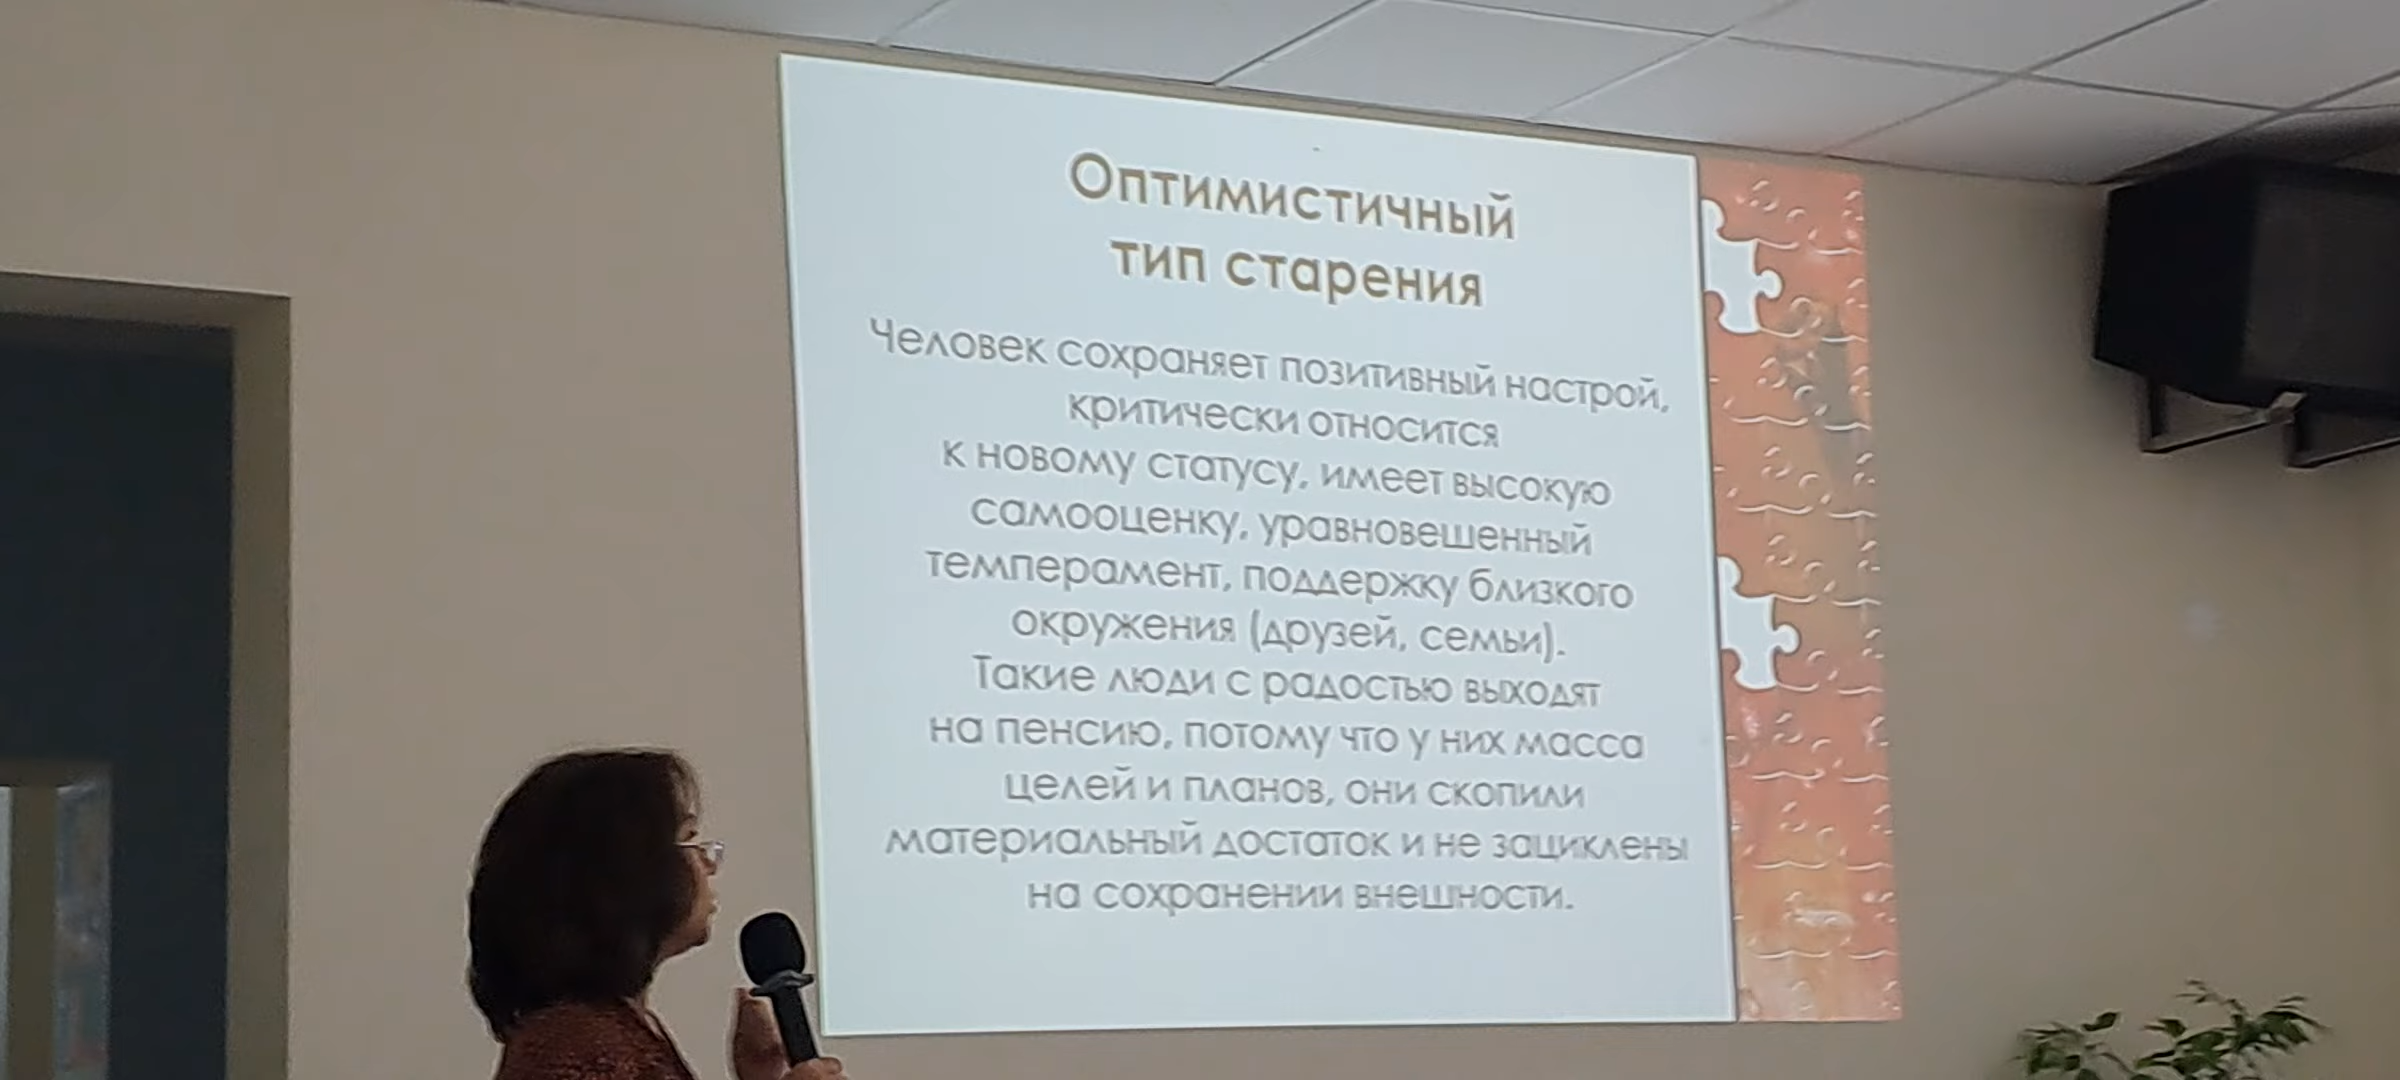 Оптимистичный
тип старения
Человек сохраняет позитивный настрой,
критически относится
к новому статусу, имеет высокую
самооценку, уравновешенный
темперамент, поддержку близкого
окружения (друзей, семьи).
Такие люди с радостью выходят
на пенсию, потому что у них масса
целей и планов, они скопили
материальный достаток и не зациклены
на сохранении внешности.